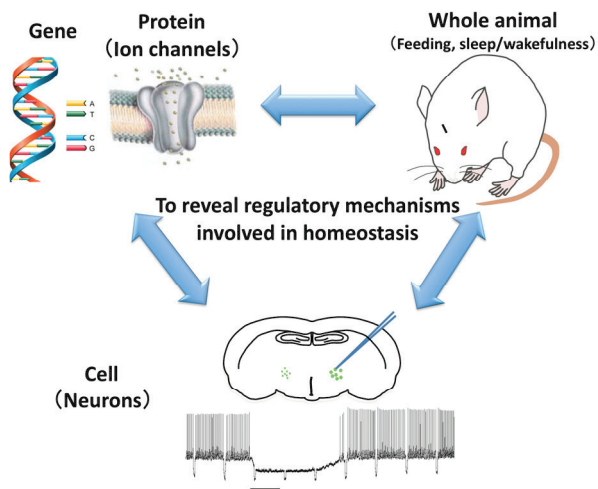 Gene
Protein
（Ion channels）
Whole animal
(Feeding, sleep/wakefulness)
A
T
C
G
To reveal regulatory mechanisms
involved in homeostasis
Cell
（Neurons）